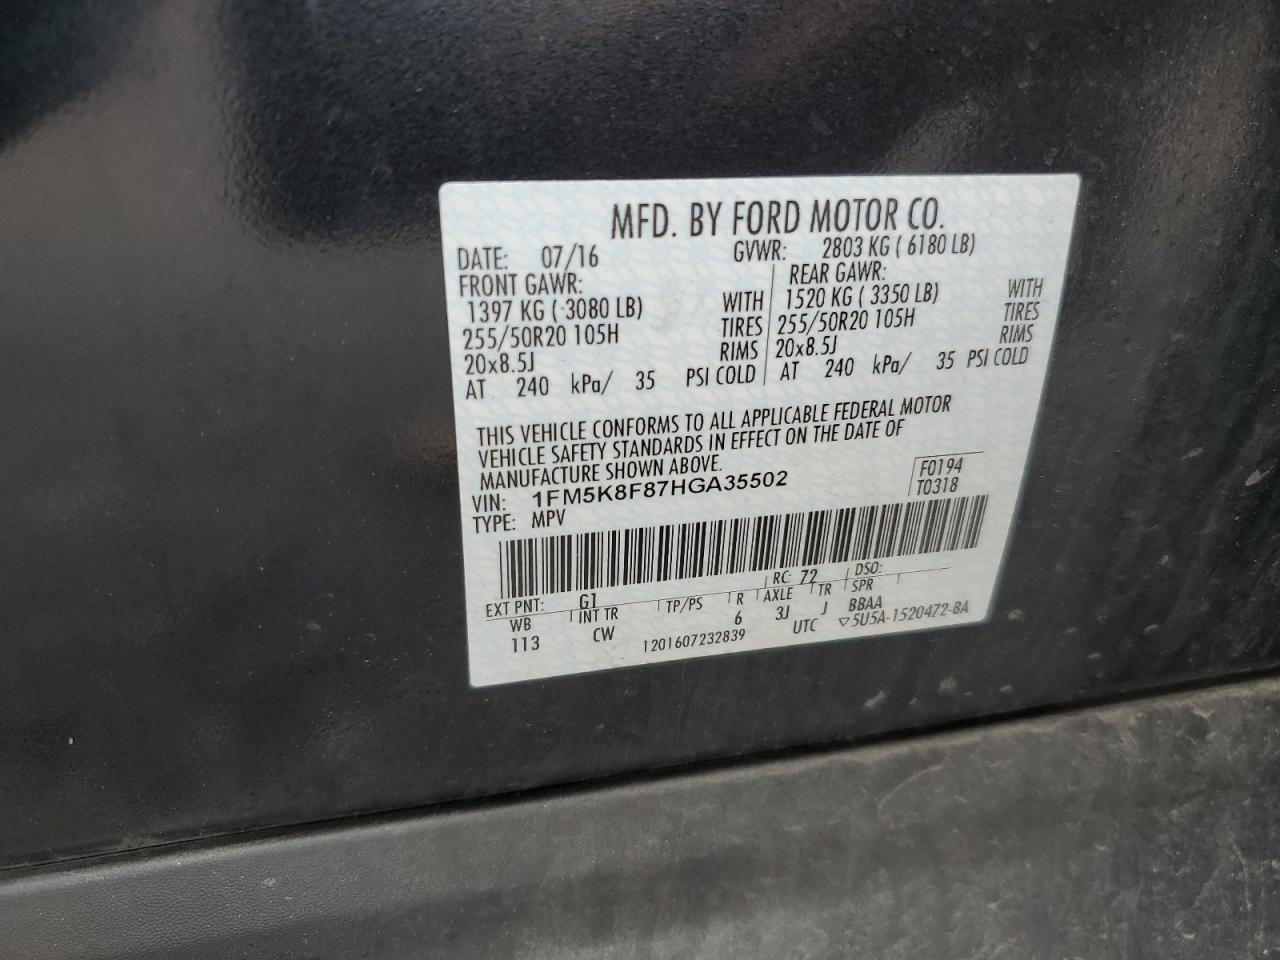 MFD. BY FORD MOTOR CO.
DATE: 07/16 GVWR: 2803 KG ( 6180 LB)
FRONT GAWR: REAR GAWR:
1397 KG ( 3080 LB) WITH 1520 KG ( 3350 LB) WITH
255/50R20 105H TIRES 255/50R20 105H TIRES
20x8.5J RIMS 20x8.5J RIMS
AT 240 kPa/ 35 PSI COLD AT 240 kPa/ 35 PSI COLD
THIS VEHICLE CONFORMS TO ALL APPLICABLE FEDERAL MOTOR
VEHICLE SAFETY STANDARDS IN EFFECT ON THE DATE OF
MANUFACTURE SHOWN ABOVE.
VIN: 1FM5K8F87HGA35502 F0194
TYPE: MPV T0318
EXT PNT: G1 RC: 72 DSO:
WB INT TR TP/PS R AXLE TR SPR
113 CW 6 3J J BBAA
1201607232839 UTC ▽5U5A-1520472-BA